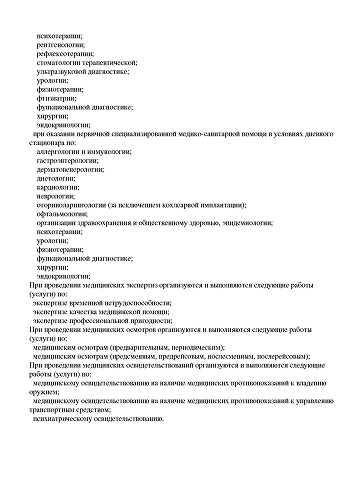 психотерапии;
рентгенологии;
рефлексотерапии;
стоматологии терапевтической;
ультразвуковой диагностике;
урологии;
физиотерапии;
фтизиатрии;
функциональной диагностике;
хирургии;
эндокринологии;
при оказании первичной специализированной медико-санитарной помощи в условиях дневного
стационара по:
аллергологии и иммунологии;
гастроэнтерологии;
дерматовенерологии;
диетологии;
кардиологии;
неврологии;
оториноларингологии (за исключением кохлеарной имплантации);
офтальмологии;
организации здравоохранения и общественному здоровью, эпидемиологии;
психотерапии;
урологии;
физиотерапии;
функциональной диагностике;
хирургии;
эндокринологии;
При проведении медицинских экспертиз организуются и выполняются следующие работы
(услуги) по:
экспертизе временной нетрудоспособности;
экспертизе качества медицинской помощи;
экспертизе профессиональной пригодности;
При проведении медицинских осмотров организуются и выполняются следующие работы
(услуги) по:
медицинским осмотрам (предварительным, периодическим);
медицинским осмотрам (предсменным, предрейсовым, послесменным, послерейсовым);
При проведении медицинских освидетельствований организуются и выполняются следующие
работы (услуги) по:
медицинскому освидетельствованию на наличие медицинских противопоказаний к владению
оружием;
медицинскому освидетельствованию на наличие медицинских противопоказаний к управлению
транспортным средством;
психиатрическому освидетельствованию.